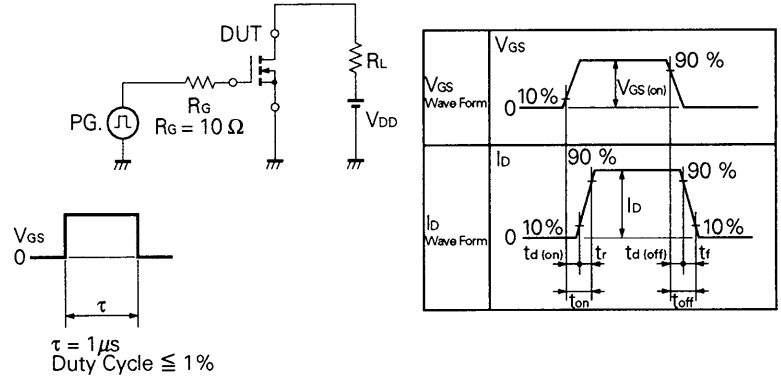 DUT
RL
RG
RG = 10 Ω
PG.
VDD
VGS
0
τ
τ = 1 μs
Duty Cycle ≦ 1%
VGS
Wave Form
VGS
0
10 %
VGS (on)
90 %
ID
Wave Form
ID
0
10 %
90 %
ID
90 %
10 %
td (on)
tr
td (off)
tf
ton
toff